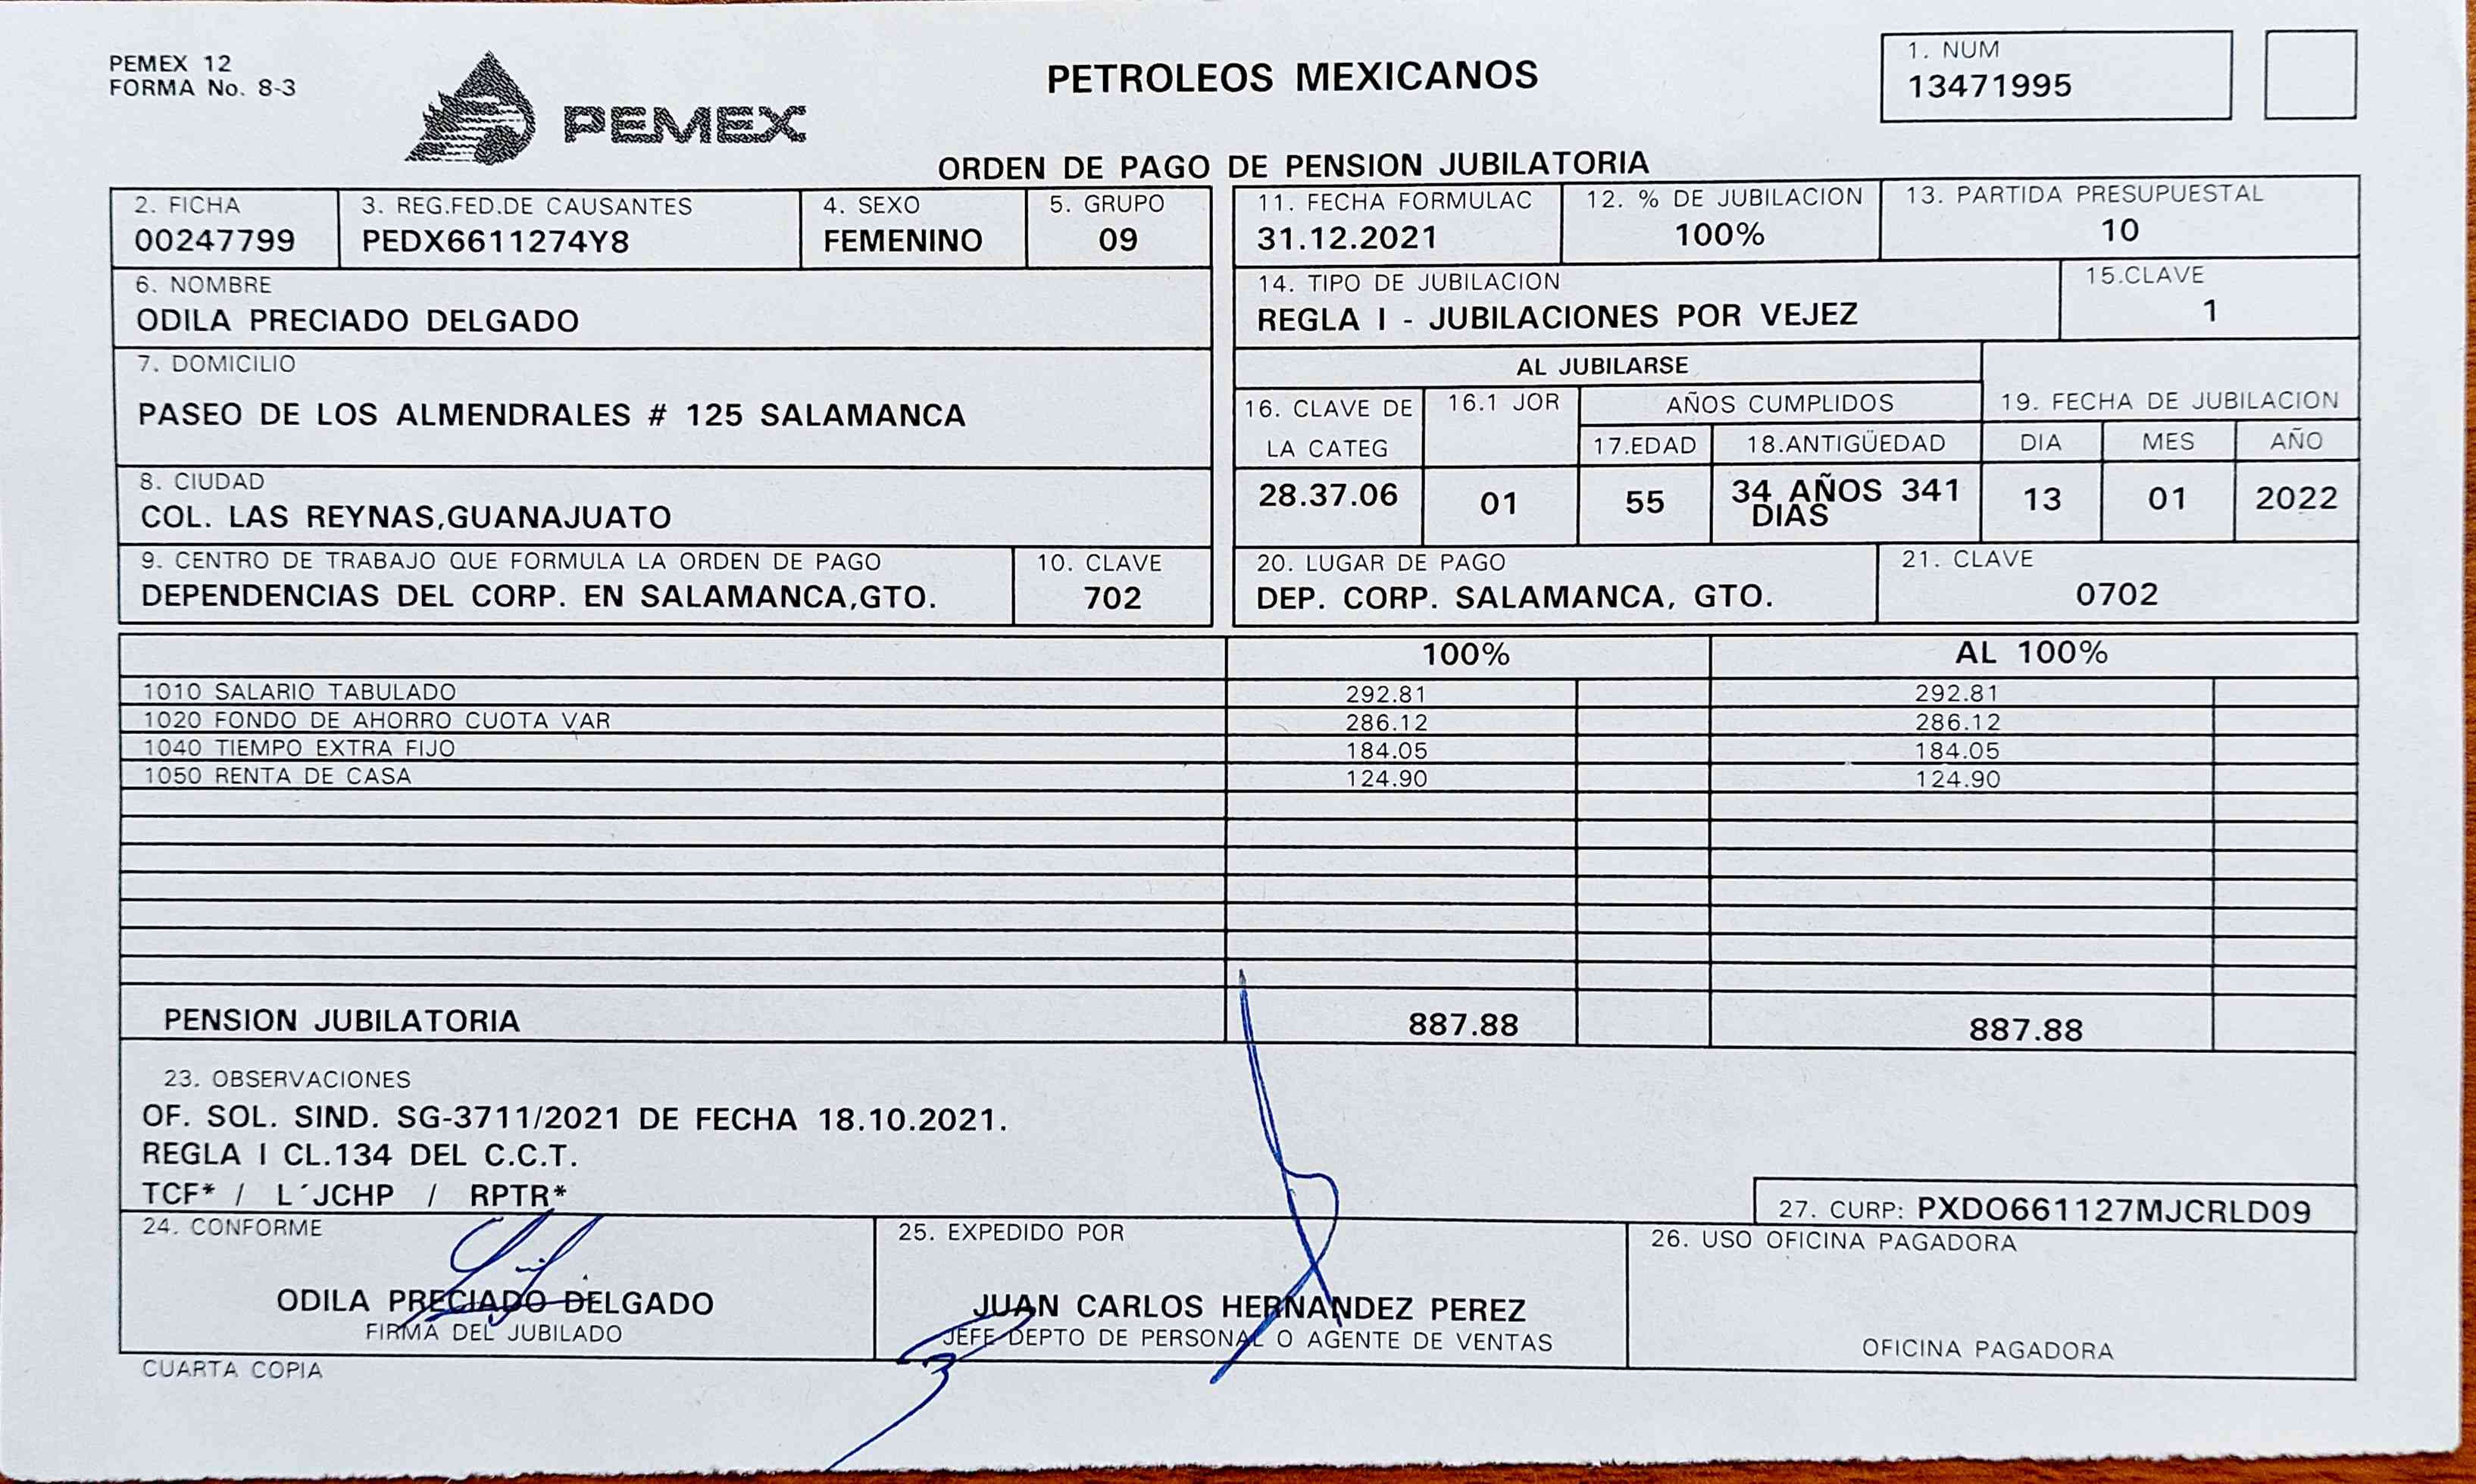 PEMEX 12
FORMA No. 8-3
PEMEX
PETROLEOS MEXICANOS
ORDEN DE PAGO DE PENSION JUBILATORIA
1. NUM
13471995
2. FICHA
00247799
3. REG.FED.DE CAUSANTES
PEDX6611274Y8
4. SEXO
FEMENINO
5. GRUPO
09
6. NOMBRE
ODILA PRECIADO DELGADO
7. DOMICILIO
PASEO DE LOS ALMENDRALES # 125 SALAMANCA
8. CIUDAD
COL. LAS REYNAS,GUANAJUATO
9. CENTRO DE TRABAJO QUE FORMULA LA ORDEN DE PAGO
DEPENDENCIAS DEL CORP. EN SALAMANCA,GTO.
10. CLAVE
702
11. FECHA FORMULAC
31.12.2021
12. % DE JUBILACION
100%
13. PARTIDA PRESUPUESTAL
10
14. TIPO DE JUBILACION
REGLA I - JUBILACIONES POR VEJEZ
15.CLAVE
1
AL JUBILARSE
16. CLAVE DE
LA CATEG
28.37.06
16.1 JOR
01
AÑOS CUMPLIDOS
17.EDAD
55
18.ANTIGÜEDAD
34 AÑOS 341
DIAS
19. FECHA DE JUBILACION
DIA MES AÑO
13 01 2022
20. LUGAR DE PAGO
DEP. CORP. SALAMANCA, GTO.
21. CLAVE
0702
100% AL 100%
1010 SALARIO TABULADO 292.81 292.81
1020 FONDO DE AHORRO CUOTA VAR 286.12 286.12
1040 TIEMPO EXTRA FIJO 184.05 184.05
1050 RENTA DE CASA 124.90 124.90
PENSION JUBILATORIA 887.88 887.88
23. OBSERVACIONES
OF. SOL. SIND. SG-3711/2021 DE FECHA 18.10.2021.
REGLA I CL.134 DEL C.C.T.
TCF* / L´JCHP / RPTR*
27. CURP: PXDO661127MJCRLD09
24. CONFORME
ODILA PRECIADO DELGADO
FIRMA DEL JUBILADO
25. EXPEDIDO POR
JUAN CARLOS HERNANDEZ PEREZ
JEFE DEPTO DE PERSONAL O AGENTE DE VENTAS
26. USO OFICINA PAGADORA
OFICINA PAGADORA
CUARTA COPIA